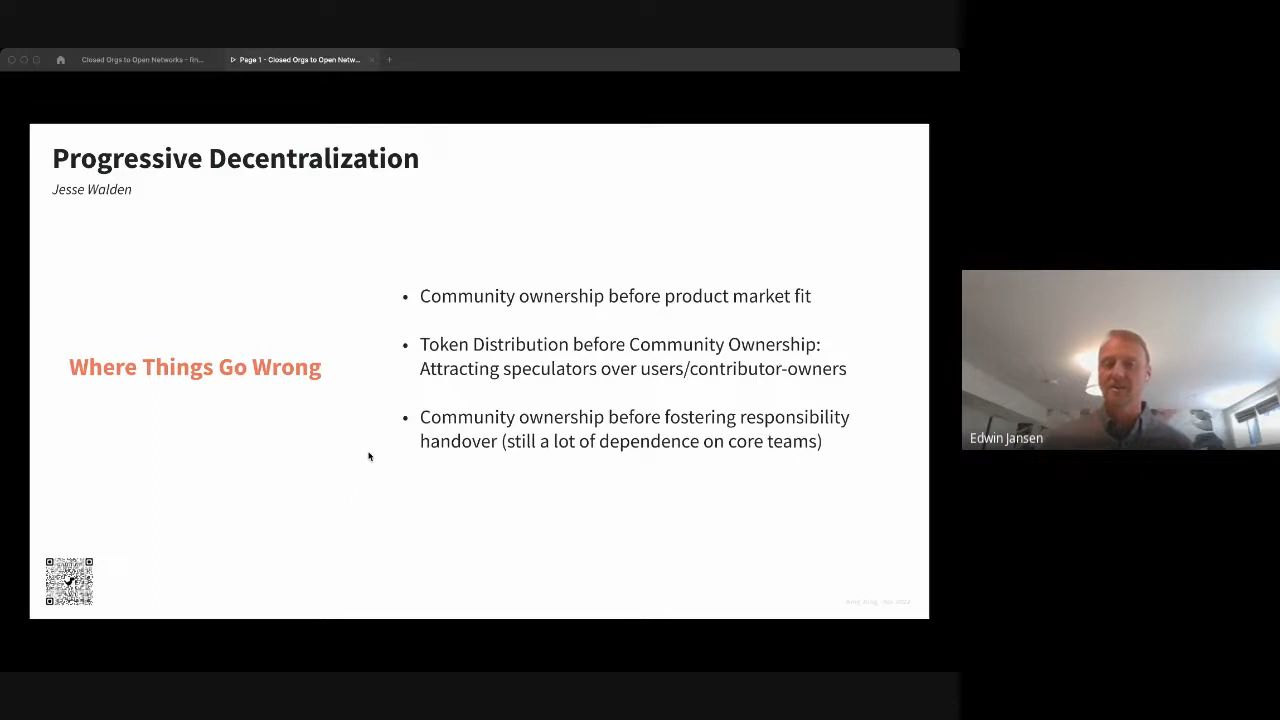 Closed Orgs to Open Networks - fin...
Page 1 - Closed Orgs to Open Netw...
Progressive Decentralization
Jesse Walden
Where Things Go Wrong
• Community ownership before product market fit
• Token Distribution before Community Ownership:
Attracting speculators over users/contributor-owners
• Community ownership before fostering responsibility
handover (still a lot of dependence on core teams)
Edwin Jansen